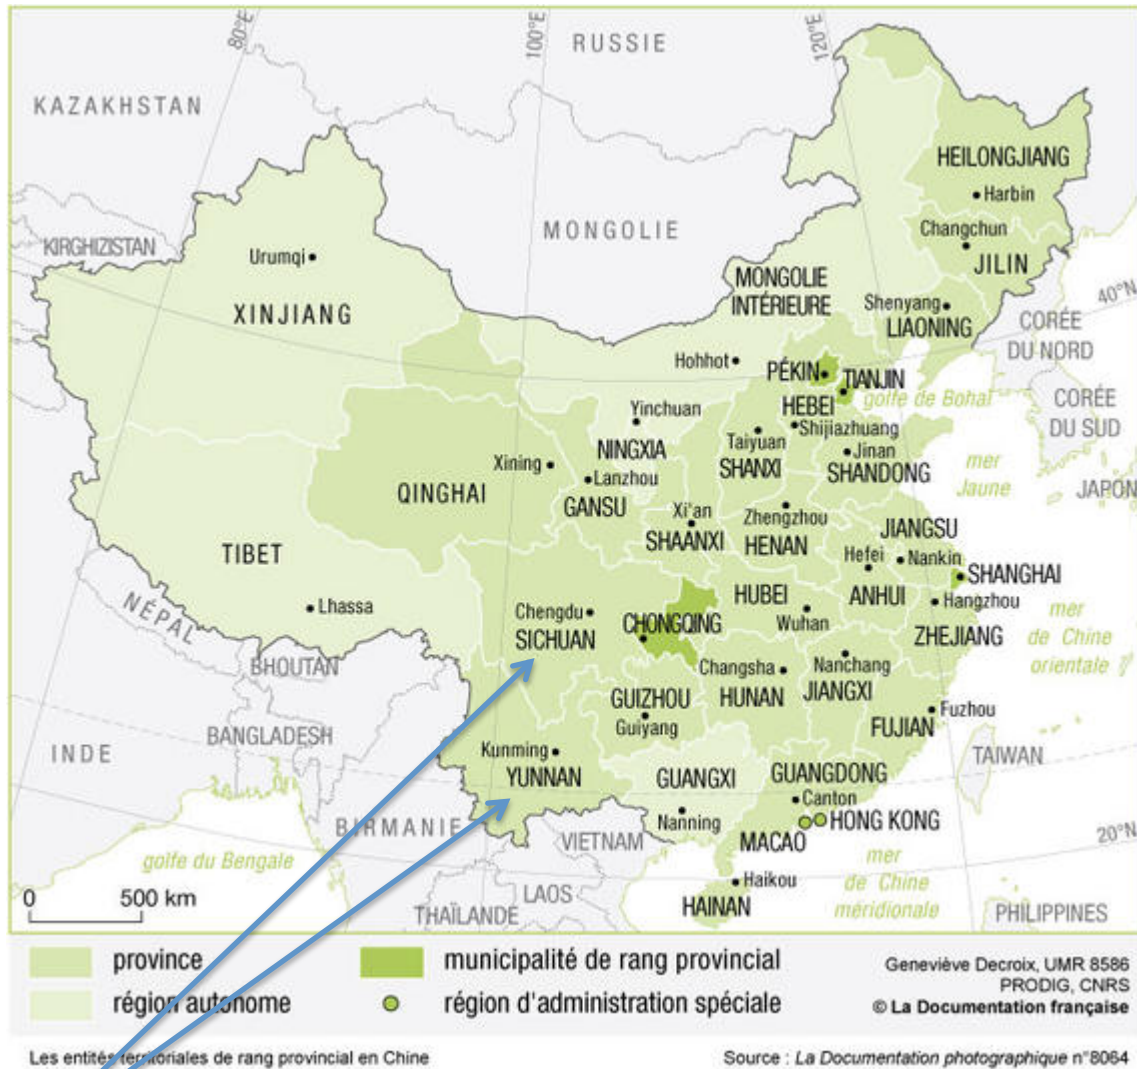 80°E
100°E
120°E
RUSSIE
KAZAKHSTAN
HEILONGJIANG
Harbin
MONGOLIE
Changchun
KIRGHIZISTAN
Urumqi
JILIN
MONGOLIE
INTÉRIEURE
40°N
XINJIANG
Shenyang
LIAONING
CORÉE
DU NORD
Hohhot
PÉKIN
TIANJIN
golfe de Bohai
HEBEI
CORÉE
DU SUD
Yinchuan
Shijiazhuang
Taiyuan
NINGXIA
Jinan
Xining
SHANXI
SHANDONG
mer
Jaune
Lanzhou
QINGHAI
JAPON
GANSU
Xi'an
Zhengzhou
JIANGSU
SHAANXI
HENAN
TIBET
Hefei
Nankin
SHANGHAI
HUBEI
ANHUI
Hangzhou
NÉPAL
Lhassa
Chengdu
CHONGQING
Wuhan
mer
de Chine
orientale
SICHUAN
ZHEJIANG
BHOUTAN
Changsha
Nanchang
GUIZHOU
HUNAN
JIANGXI
Guiyang
FUJIAN
Fuzhou
BANGLADESH
INDE
Kunming
TAIWAN
YUNNAN
GUANGXI
GUANGDONG
Canton
BIRMANIE
Nanning
HONG KONG
VIETNAM
MACAO
20°N
golfe du Bengale
mer
de Chine
méridionale
LAOS
Haikou
0 500 km
HAINAN
THAÏLANDE
PHILIPPINES
province
municipalité de rang provincial
région autonome
région d'administration spéciale
Geneviève Decroix, UMR 8586
PRODIG, CNRS
© La Documentation française
Les entités territoriales de rang provincial en Chine
Source : La Documentation photographique n°8064